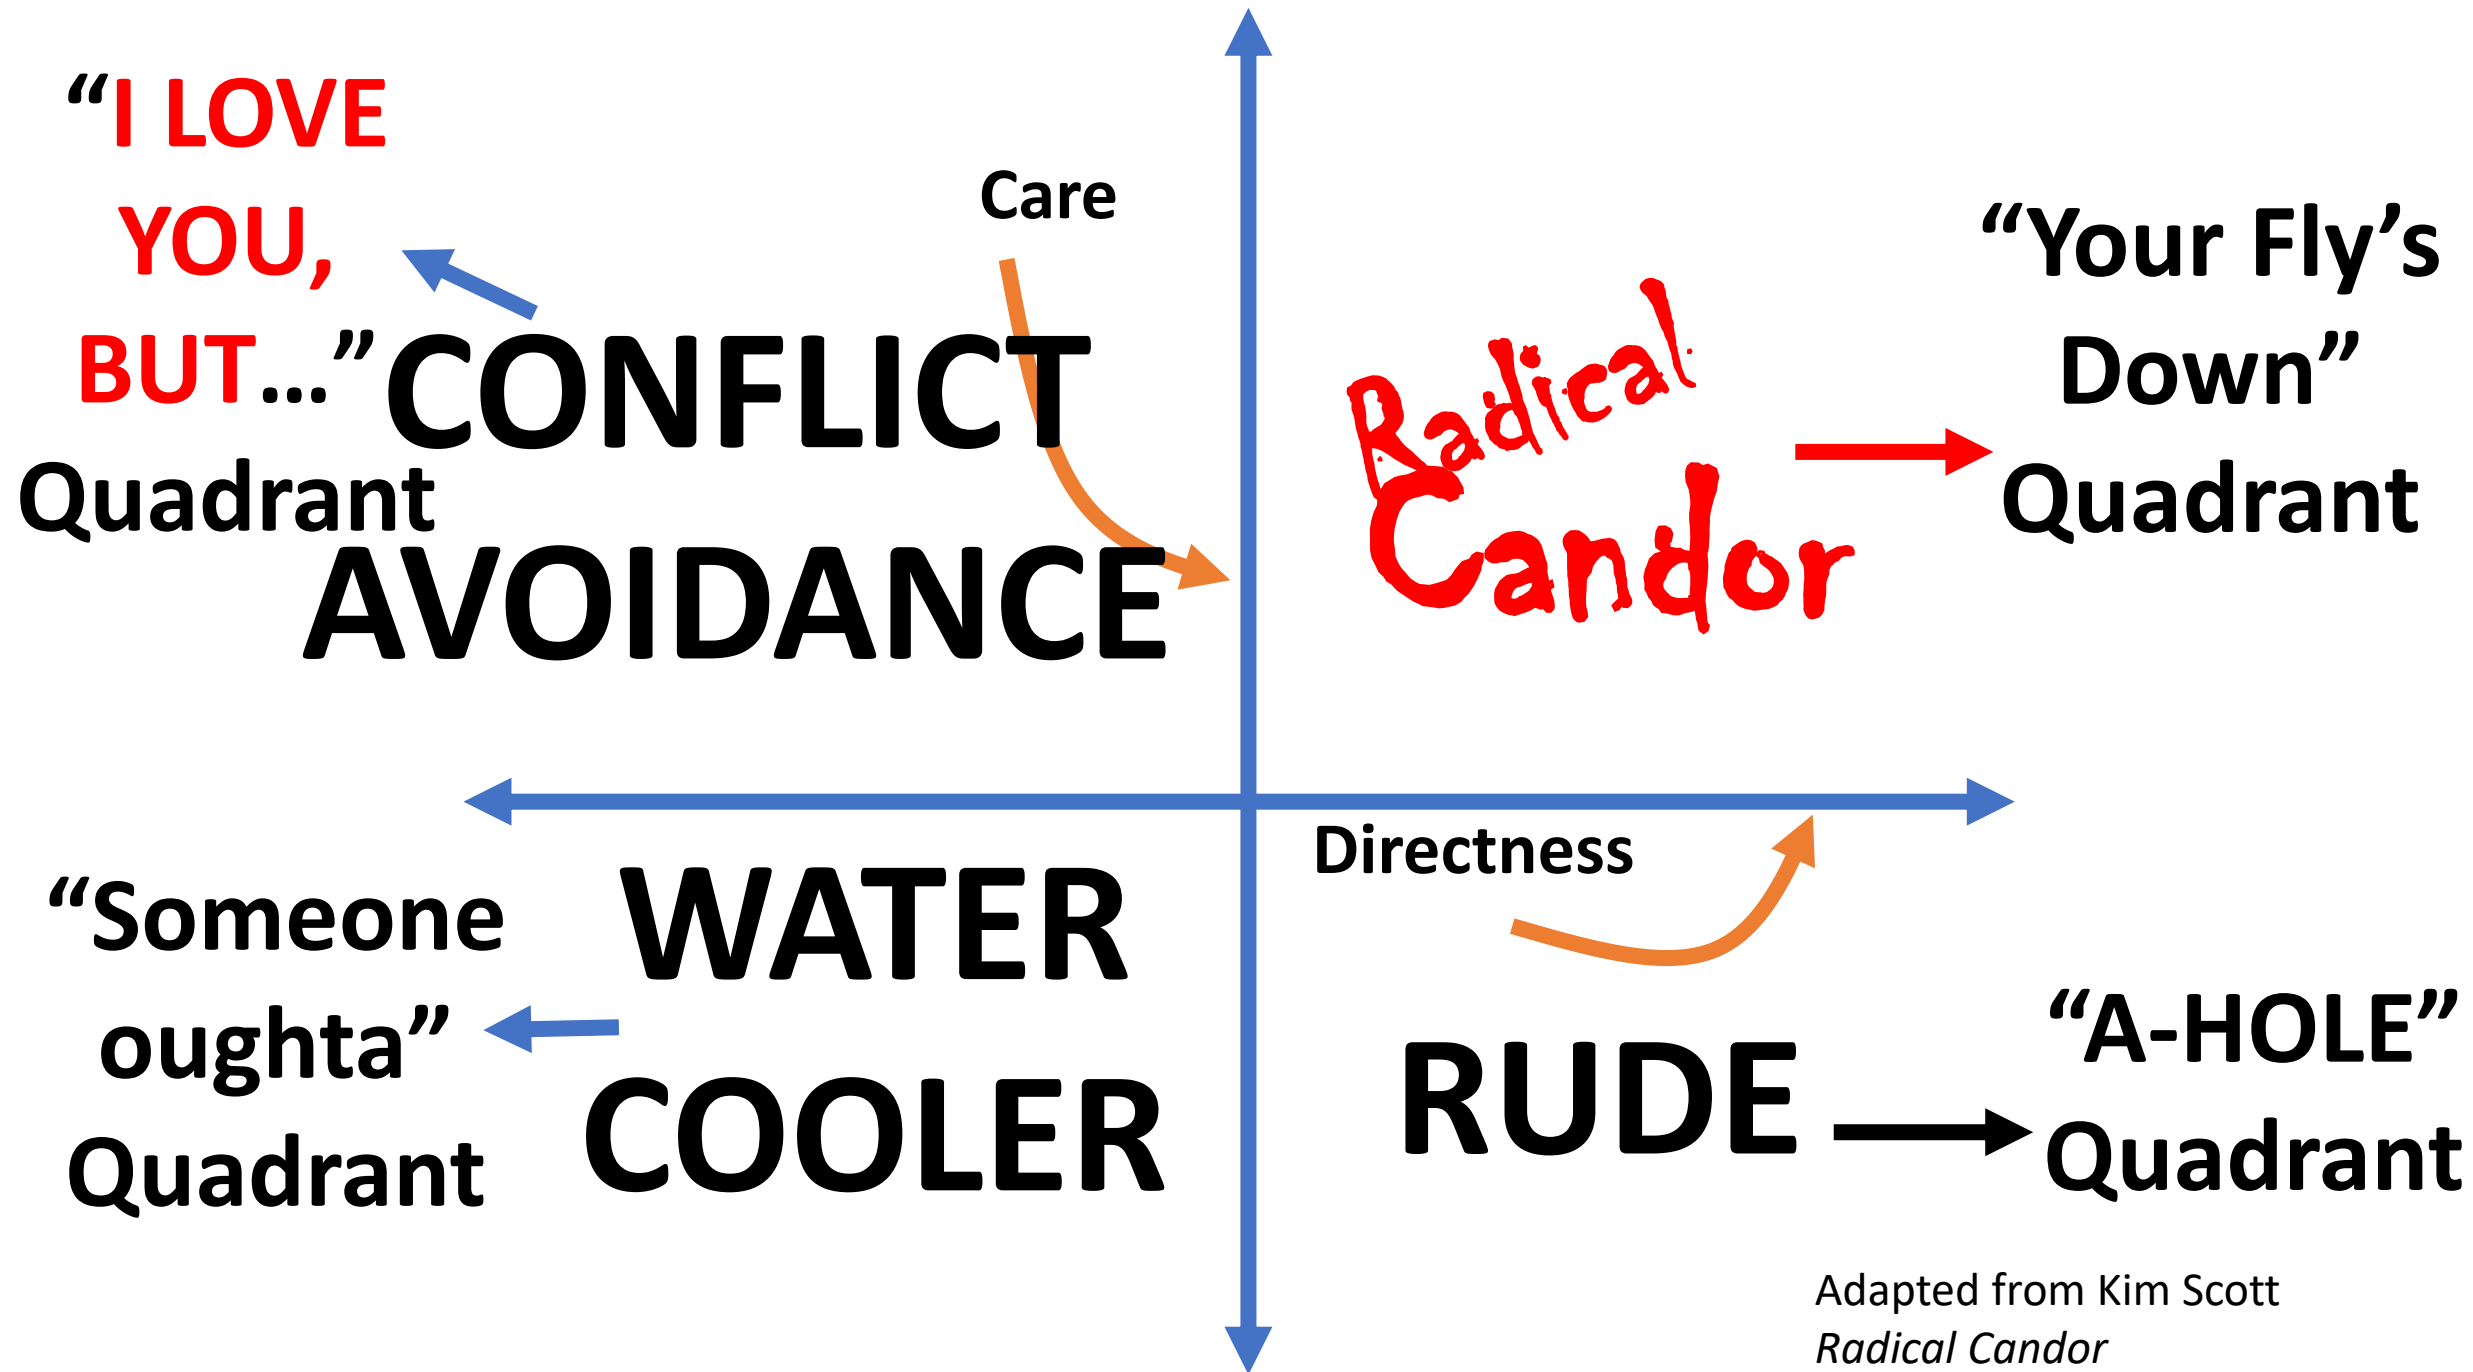 “I LOVE
YOU,
BUT…”
Quadrant
CONFLICT
AVOIDANCE
Care
Radical
Candor
“Your Fly’s
Down”
Quadrant
“Someone
oughta”
Quadrant
WATER
COOLER
Directness
RUDE
“A-HOLE”
Quadrant
Adapted from Kim Scott
Radical Candor